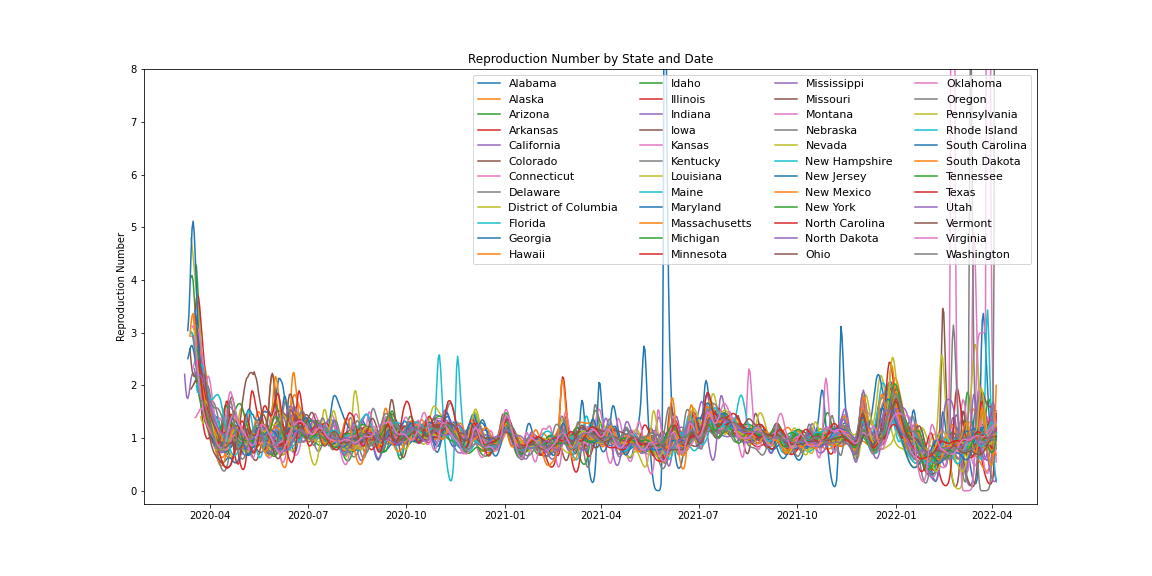 Reproduction Number by State and Date
Reproduction Number
8
7
6
5
4
3
2
1
0
Alabama
Alaska
Arizona
Arkansas
California
Colorado
Connecticut
Delaware
District of Columbia
Florida
Georgia
Hawaii
Idaho
Illinois
Indiana
Iowa
Kansas
Kentucky
Louisiana
Maine
Maryland
Massachusetts
Michigan
Minnesota
Mississippi
Missouri
Montana
Nebraska
Nevada
New Hampshire
New Jersey
New Mexico
New York
North Carolina
North Dakota
Ohio
Oklahoma
Oregon
Pennsylvania
Rhode Island
South Carolina
South Dakota
Tennessee
Texas
Utah
Vermont
Virginia
Washington
2020-04
2020-07
2020-10
2021-01
2021-04
2021-07
2021-10
2022-01
2022-04